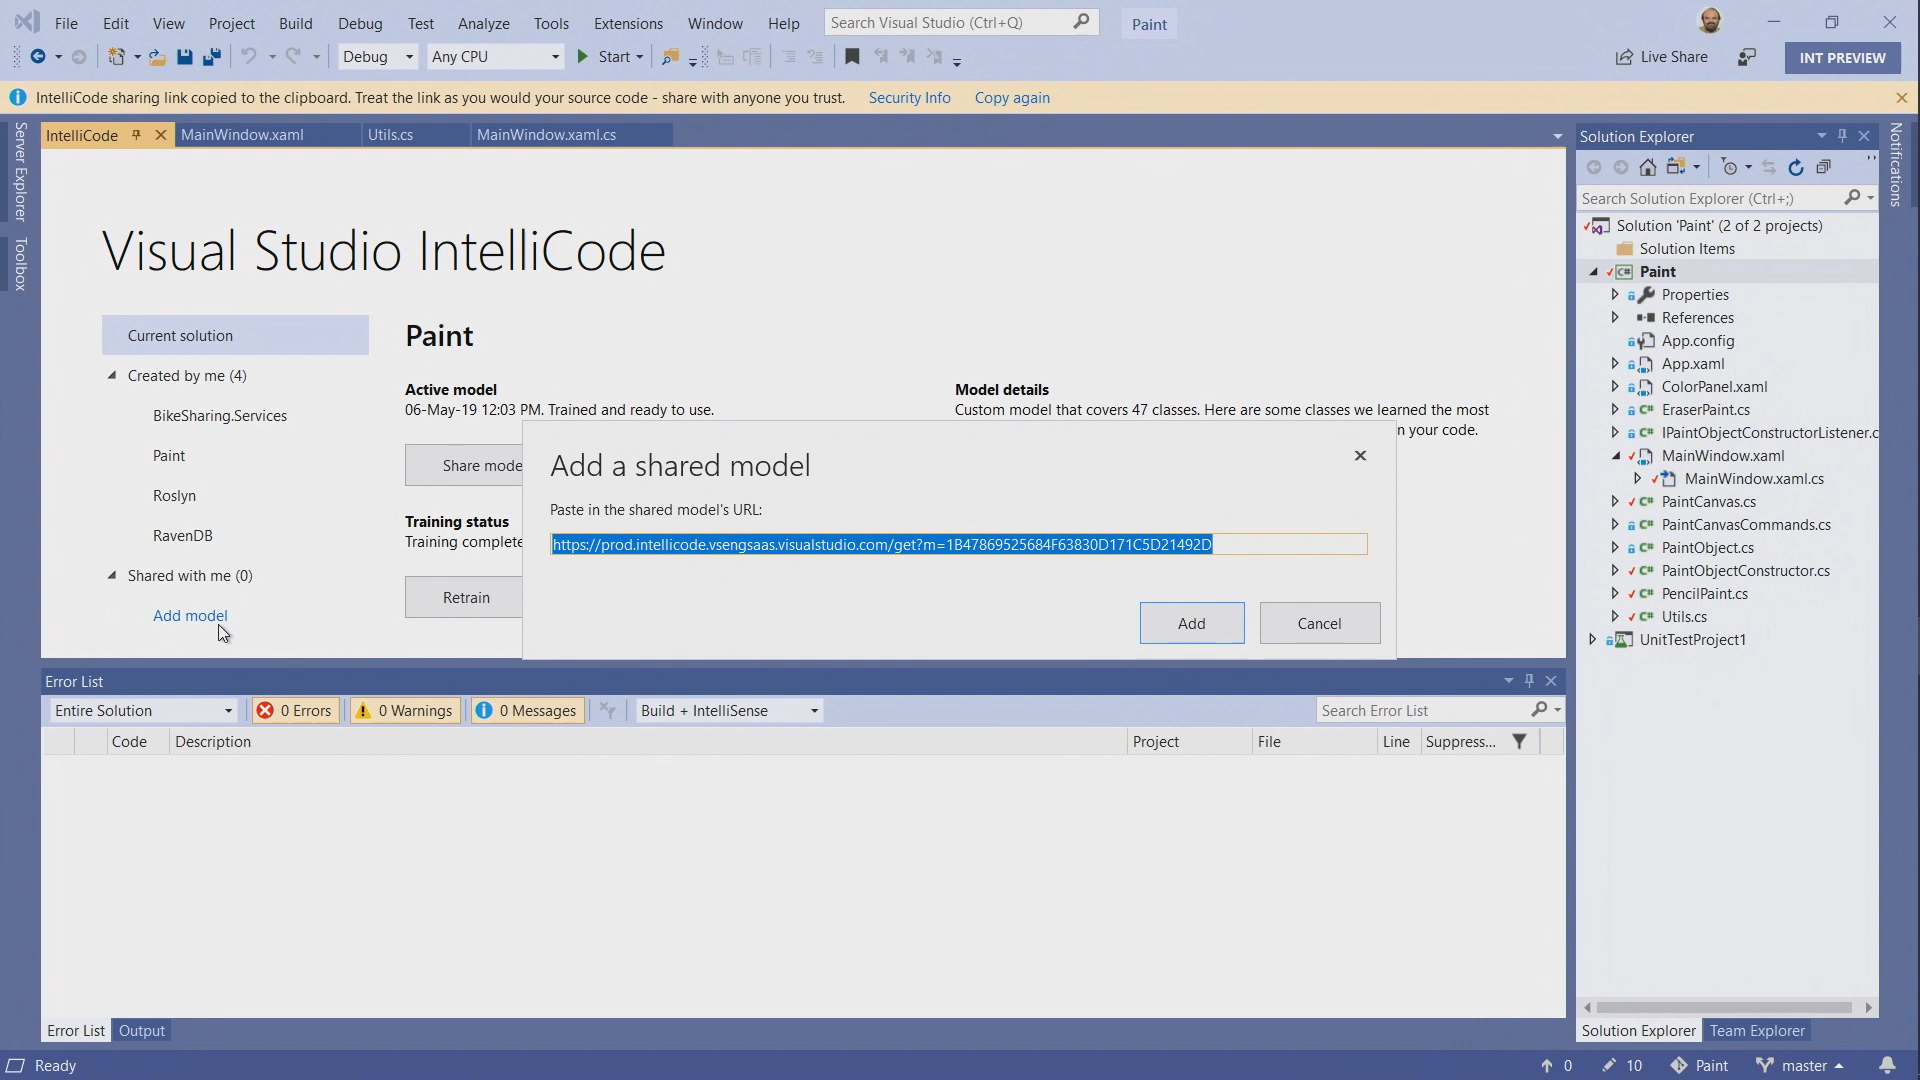 File Edit View Project Build Debug Test Analyze Tools Extensions Window Help Search Visual Studio (Ctrl+Q) Paint
Debug Any CPU Start Live Share INT PREVIEW
IntelliCode sharing link copied to the clipboard. Treat the link as you would your source code - share with anyone you trust. Security Info Copy again
Server Explorer
Toolbox
IntelliCode MainWindow.xaml Utils.cs MainWindow.xaml.cs
Visual Studio IntelliCode
Current solution
Created by me (4)
BikeSharing.Services
Paint
Roslyn
RavenDB
Shared with me (0)
Add model
Paint
Active model
06-May-19 12:03 PM. Trained and ready to use.
Share mode
Training status
Training complete
Retrain
Model details
Custom model that covers 47 classes. Here are some classes we learned the most
n your code.
Add a shared model
Paste in the shared model's URL:
https://prod.intellicode.vsengsaas.visualstudio.com/get?m=1B47869525684F63830D171C5D21492D
Add Cancel
Error List
Entire Solution 0 Errors 0 Warnings 0 Messages Build + IntelliSense Search Error List
Code Description Project File Line Suppress...
Error List Output
Solution Explorer
Search Solution Explorer (Ctrl+;)
Solution 'Paint' (2 of 2 projects)
Solution Items
C# Paint
Properties
References
App.config
App.xaml
ColorPanel.xaml
C# EraserPaint.cs
C# IPaintObjectConstructorListener.c
MainWindow.xaml
MainWindow.xaml.cs
C# PaintCanvas.cs
C# PaintCanvasCommands.cs
C# PaintObject.cs
C# PaintObjectConstructor.cs
C# PencilPaint.cs
C# Utils.cs
UnitTestProject1
Solution Explorer Team Explorer
Notifications
Ready 0 10 Paint master